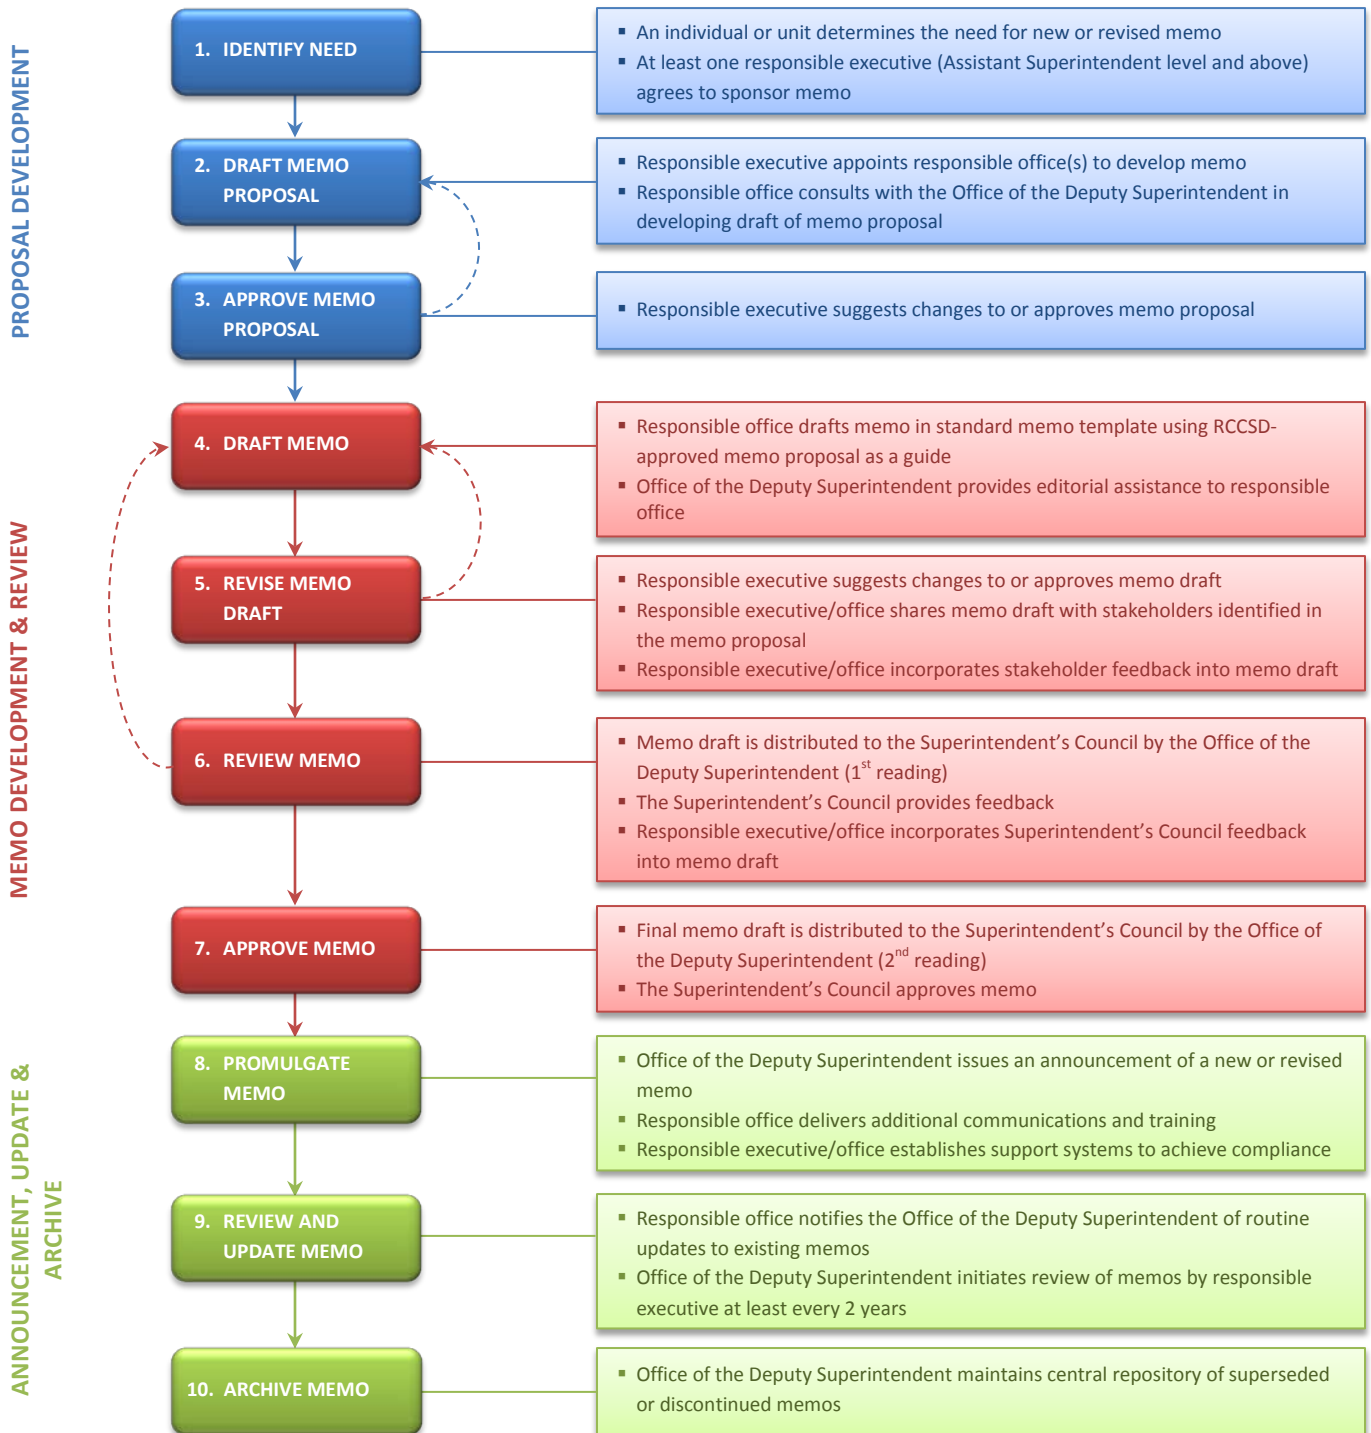 PROPOSAL DEVELOPMENT
1. IDENTIFY NEED
▪ An individual or unit determines the need for new or revised memo
▪ At least one responsible executive (Assistant Superintendent level and above)
agrees to sponsor memo
2. DRAFT MEMO
PROPOSAL
▪ Responsible executive appoints responsible office(s) to develop memo
▪ Responsible office consults with the Office of the Deputy Superintendent in
developing draft of memo proposal
3. APPROVE MEMO
PROPOSAL
▪ Responsible executive suggests changes to or approves memo proposal
MEMO DEVELOPMENT & REVIEW
4. DRAFT MEMO
▪ Responsible office drafts memo in standard memo template using RCCSD-
approved memo proposal as a guide
▪ Office of the Deputy Superintendent provides editorial assistance to responsible
office
5. REVISE MEMO
DRAFT
▪ Responsible executive suggests changes to or approves memo draft
▪ Responsible executive/office shares memo draft with stakeholders identified in
the memo proposal
▪ Responsible executive/office incorporates stakeholder feedback into memo draft
6. REVIEW MEMO
▪ Memo draft is distributed to the Superintendent’s Council by the Office of the
Deputy Superintendent (1st reading)
▪ The Superintendent’s Council provides feedback
▪ Responsible executive/office incorporates Superintendent’s Council feedback
into memo draft
7. APPROVE MEMO
▪ Final memo draft is distributed to the Superintendent’s Council by the Office of
the Deputy Superintendent (2nd reading)
▪ The Superintendent’s Council approves memo
ANNOUNCEMENT, UPDATE &
ARCHIVE
8. PROMULGATE
MEMO
▪ Office of the Deputy Superintendent issues an announcement of a new or revised
memo
▪ Responsible office delivers additional communications and training
▪ Responsible executive/office establishes support systems to achieve compliance
9. REVIEW AND
UPDATE MEMO
▪ Responsible office notifies the Office of the Deputy Superintendent of routine
updates to existing memos
▪ Office of the Deputy Superintendent initiates review of memos by responsible
executive at least every 2 years
10. ARCHIVE MEMO
▪ Office of the Deputy Superintendent maintains central repository of superseded
or discontinued memos